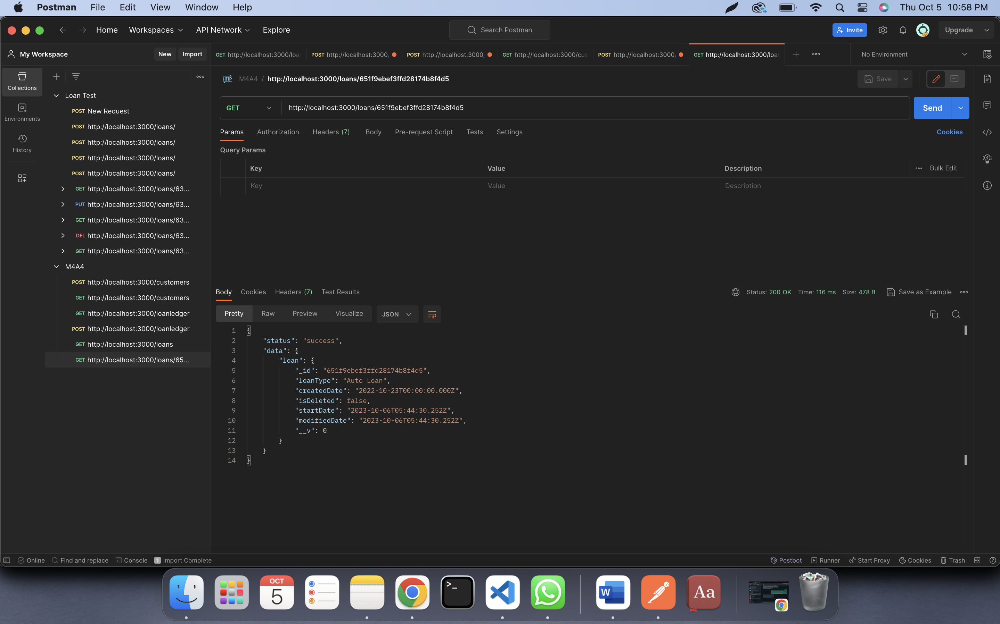 Postman File Edit View Window Help Thu Oct 5 10:58 PM
Home Workspaces API Network Explore Search Postman Invite Upgrade
My Workspace New Import
GET http://localhost:3000/loa POST http://localhost:3000, POST http://localhost:3000, GET http://localhost:3000/cus POST http://localhost:3000, GET http://localhost:3000/loa No Environment
Collections
Environments
History
Loan Test
POST New Request
POST http://localhost:3000/loans/
POST http://localhost:3000/loans/
POST http://localhost:3000/loans/
POST http://localhost:3000/loans/
GET http://localhost:3000/loans/63...
PUT http://localhost:3000/loans/63...
GET http://localhost:3000/loans/63...
DEL http://localhost:3000/loans/63...
GET http://localhost:3000/loans/63...
M4A4
POST http://localhost:3000/customers
GET http://localhost:3000/customers
GET http://localhost:3000/loanledger
POST http://localhost:3000/loanledger
GET http://localhost:3000/loans
GET http://localhost:3000/loans/65...
HTTP M4A4 / http://localhost:3000/loans/651f9ebef3ffd28174b8f4d5 Save
GET http://localhost:3000/loans/651f9ebef3ffd28174b8f4d5 Send
Params Authorization Headers (7) Body Pre-request Script Tests Settings Cookies
Query Params
Key Value Description Bulk Edit
Key Value Description
Body Cookies Headers (7) Test Results Status: 200 OK Time: 116 ms Size: 478 B Save as Example
Pretty Raw Preview Visualize JSON
1 {
2 "status": "success",
3 "data": {
4 "loan": {
5 "_id": "651f9ebef3ffd28174b8f4d5",
6 "loanType": "Auto Loan",
7 "createdDate": "2022-10-23T00:00:00.000Z",
8 "isDeleted": false,
9 "startDate": "2023-10-06T05:44:30.252Z",
10 "modifiedDate": "2023-10-06T05:44:30.252Z",
11 "__v": 0
12 }
13 }
14 }
Online Find and replace Console 1 Import Complete Postbot Runner Start Proxy Cookies Trash
OCT
5
>_
W
Aa